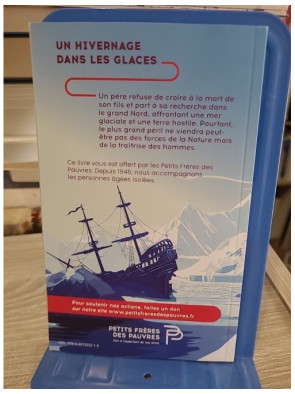 UN HIVERNAGE
DANS LES GLACES
Un père refuse de croire à la mort de
son fils et part à sa recherche dans
le grand Nord, affrontant une mer
glaciale et une terre hostile. Pourtant,
le plus grand péril ne viendra peut-
être pas des forces de la Nature mais
de la traîtrise des hommes.
Ce livre vous est offert par les Petits Frères des
Pauvres. Depuis 1946, nous accompagnons
les personnes âgées isolées.
Pour soutenir nos actions, faites un don
sur notre site www.petitsfreresdespauvres.fr
PETITS FRÈRES
DES PAUVRES